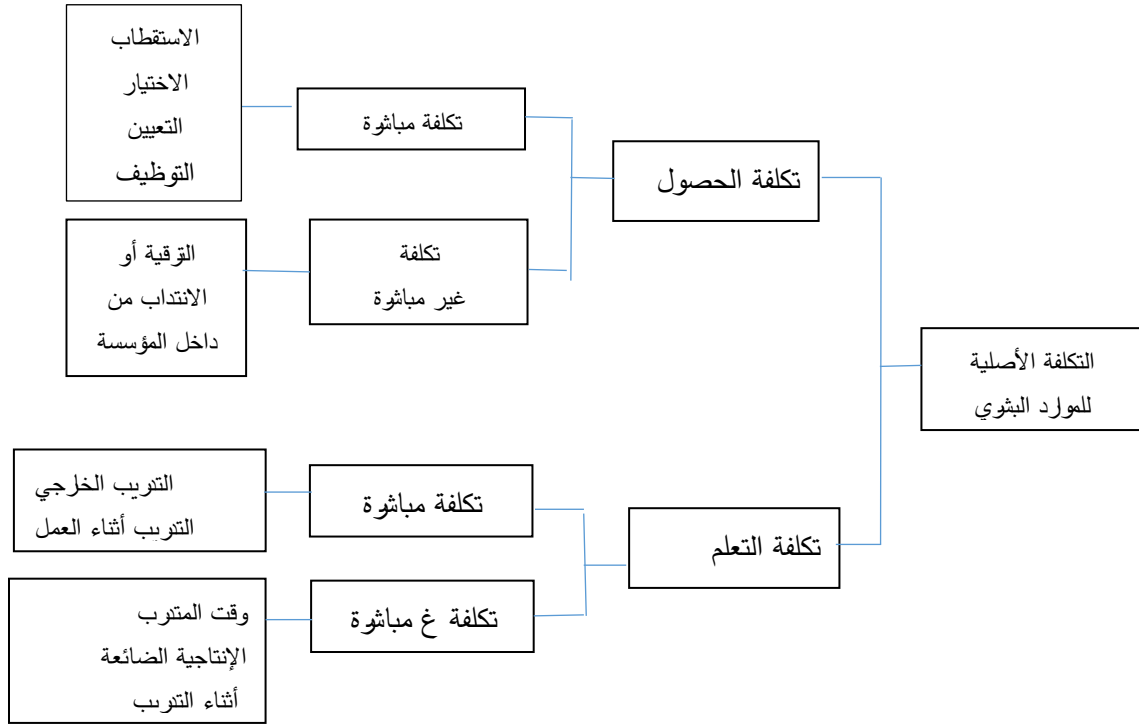 التكلفة الأصلية
للموارد البشري
تكلفة الحصول
تكلفة مباشرة
الاستقطاب
الاختيار
التعيين
التوظيف
تكلفة
غير مباشرة
الترقية أو
الانتداب من
داخل المؤسسة
تكلفة التعلم
تكلفة مباشرة
التدريب الخارجي
التدريب أثناء العمل
تكلفة غ مباشرة
وقت المتدرب
الإنتاجية الضائعة
أثناء التدريب